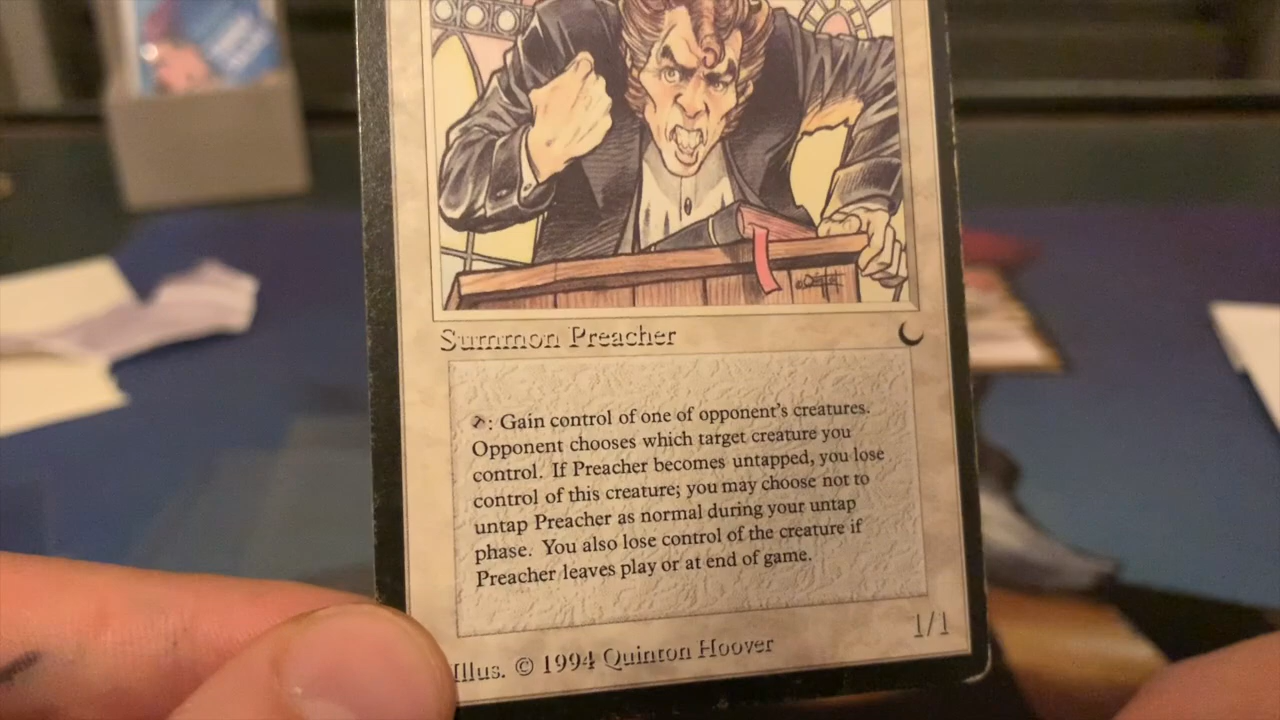 Summon Preacher
: Gain control of one of opponent's creatures.
Opponent chooses which target creature you
control. If Preacher becomes untapped, you lose
control of this creature; you may choose not to
untap Preacher as normal during your untap
phase. You also lose control of the creature if
Preacher leaves play or at end of game.
1/1
Illus. © 1994 Quinton Hoover